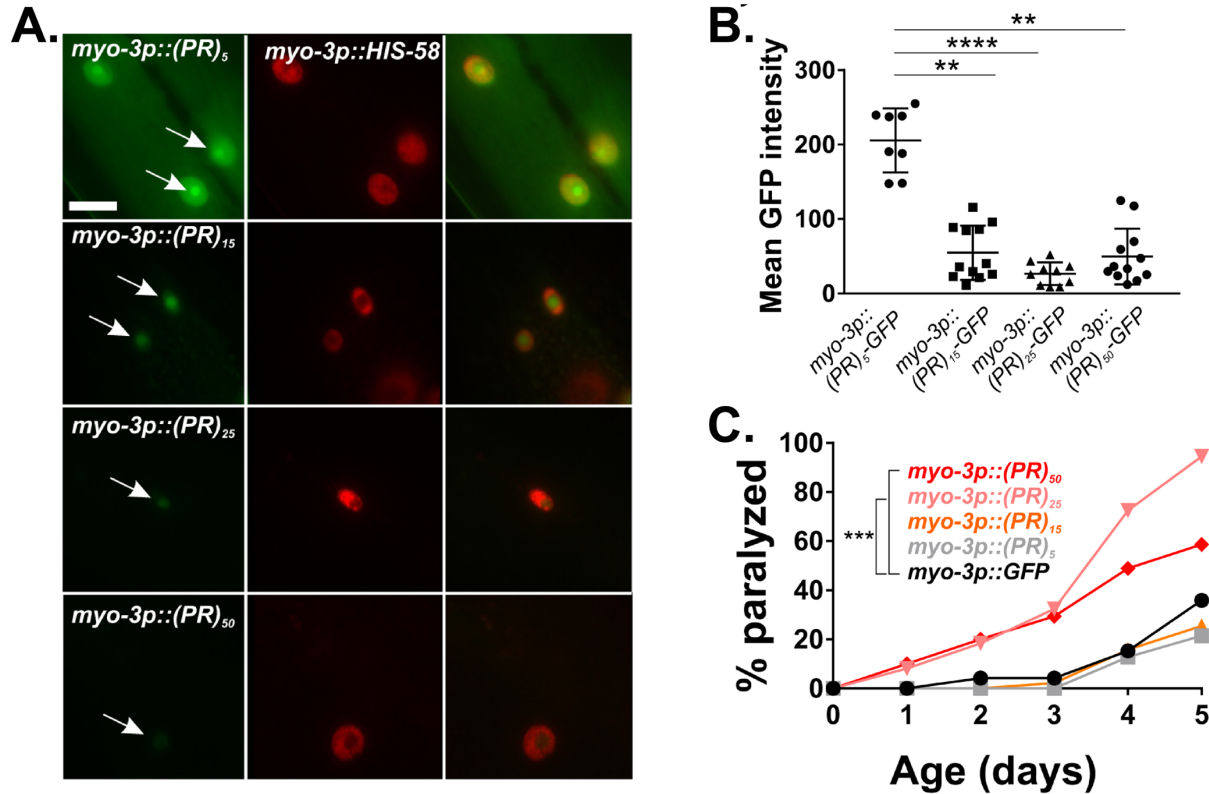 A.
myo-3p::(PR)5
myo-3p::HIS-58
myo-3p::(PR)15
myo-3p::(PR)25
myo-3p::(PR)50
B.
**
****
**
Mean GFP intensity
300
200
100
0
myo-3p::
(PR)5-GFP
myo-3p::
(PR)15-GFP
myo-3p::
(PR)25-GFP
myo-3p::
(PR)50-GFP
C.
% paralyzed
100
80
60
40
20
0
***
myo-3p::(PR)50
myo-3p::(PR)25
myo-3p::(PR)15
myo-3p::(PR)5
myo-3p::GFP
0 1 2 3 4 5
Age (days)